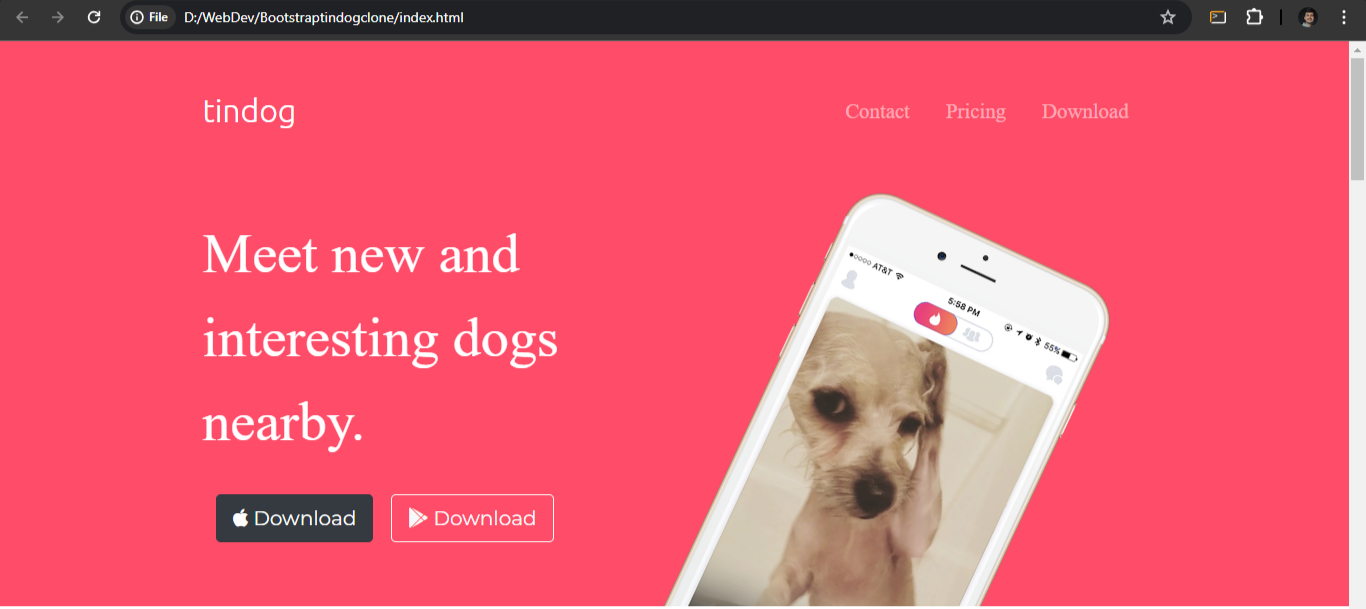 File D:/WebDev/Bootstraptindogclone/index.html
tindog
Contact Pricing Download
Meet new and
interesting dogs
nearby.
Download Download
AT&T
5:58 PM
55%